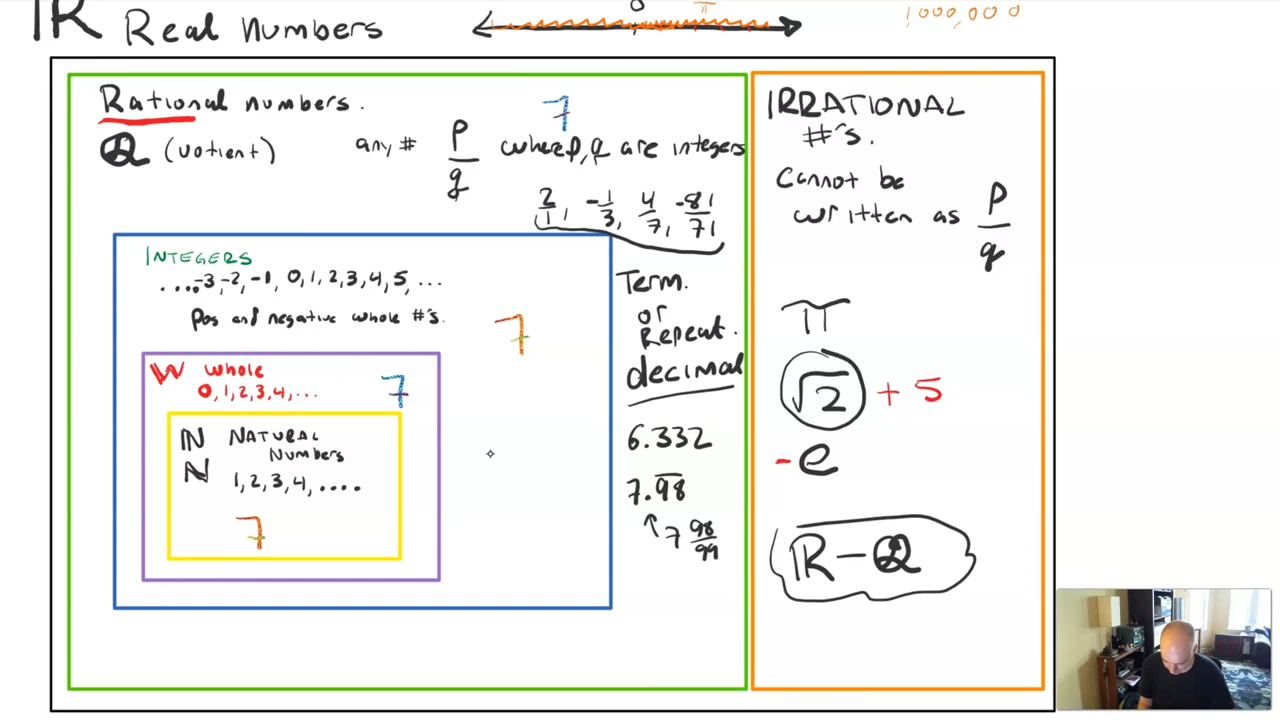 ℝ Real Numbers
0
π
1000,000
Rational numbers.
Q (uotient)
any # P/q where p, q are integers
7
2/1, -1/3, 4/7, -81/71
INTEGERS
....-3,-2,-1, 0,1,2,3,4,5,...
Pos and negative whole #'s.
7
W whole
0,1,2,3,4,...
7
ℕ NATURAL
Numbers
N
1,2,3,4,....
7
Term.
or
Repeat.
decimal
6.332
7.9̅8̅
↑ 7 98/99
IRRATIONAL
#'s.
Cannot be
written as P/q
π
√2 + 5
-e
ℝ - Q